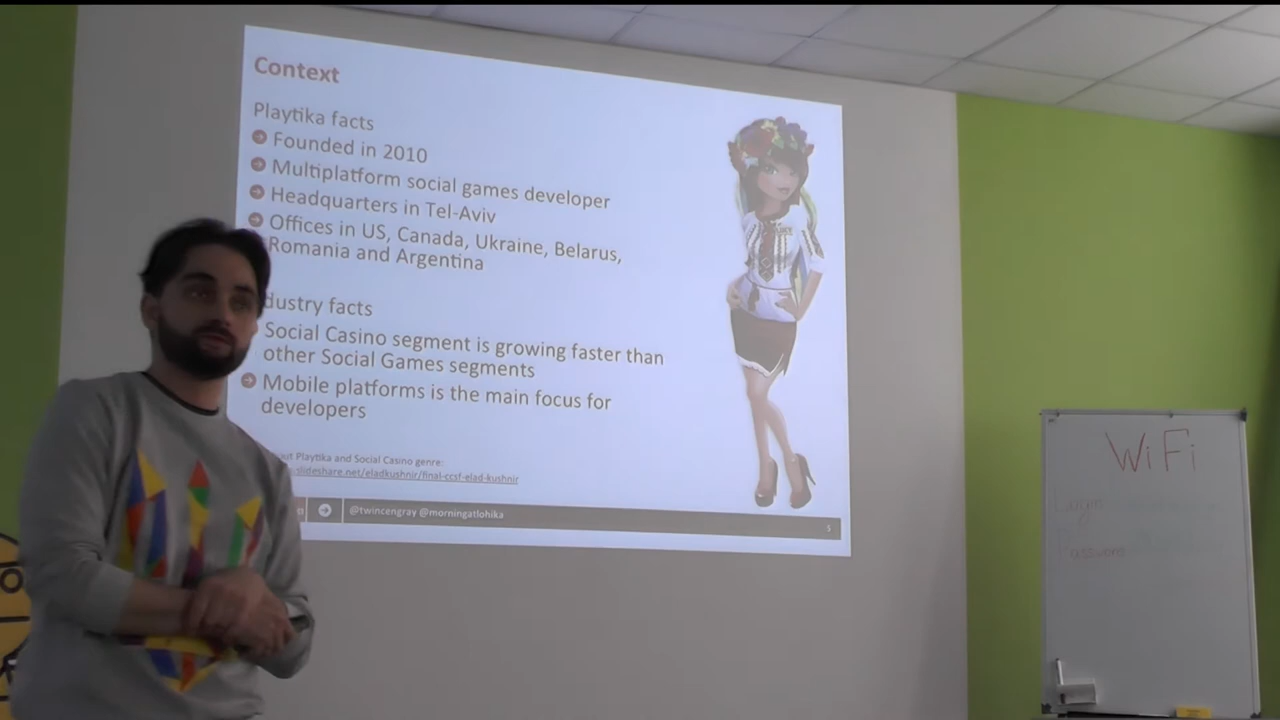 Context
Playtika facts
Founded in 2010
Multiplatform social games developer
Headquarters in Tel-Aviv
Offices in US, Canada, Ukraine, Belarus,
Romania and Argentina
dustry facts
Social Casino segment is growing faster than
other Social Games segments
Mobile platforms is the main focus for
developers
Playtika and Social Casino genre:
slideshare.net/eladkushnir/final-ccsf-elad-kushnir
@twincengray @morningatlohika
5
WiFi
Login
Password